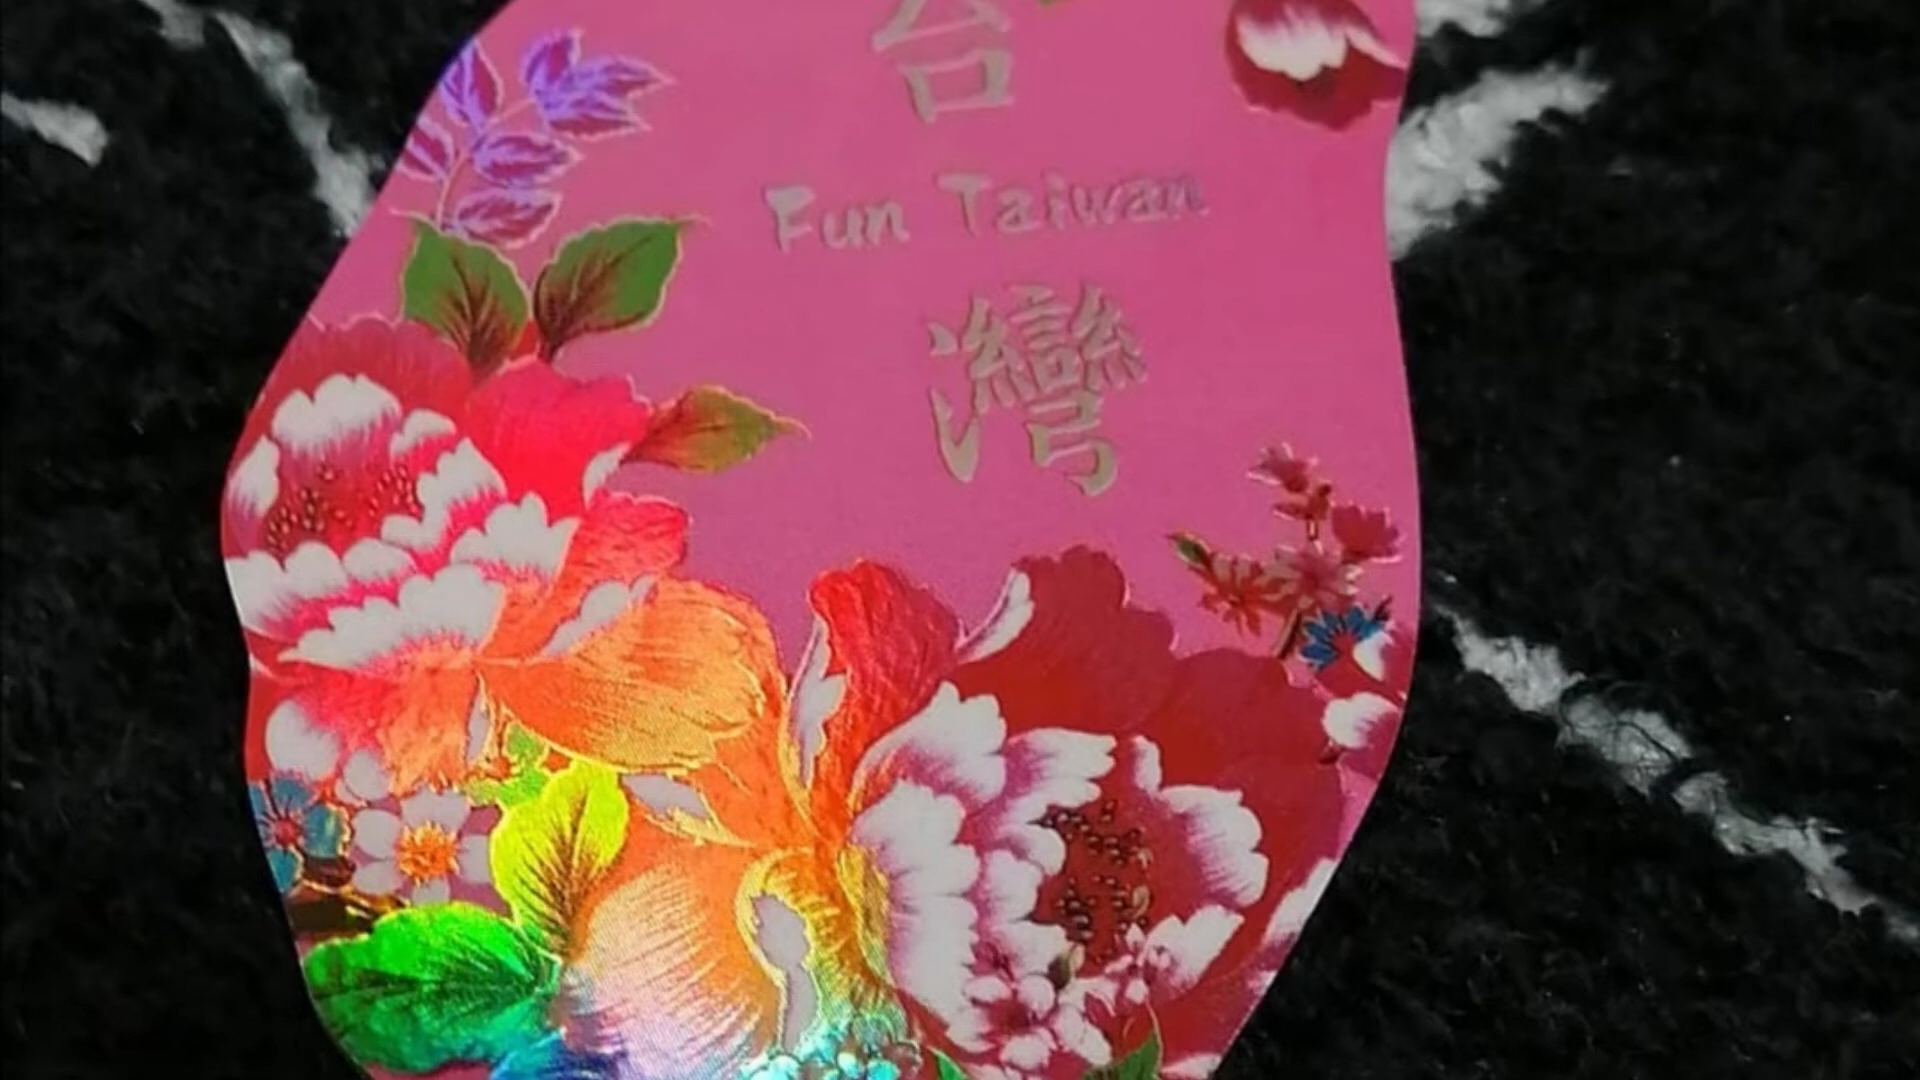 台
Fun Taiwan
灣